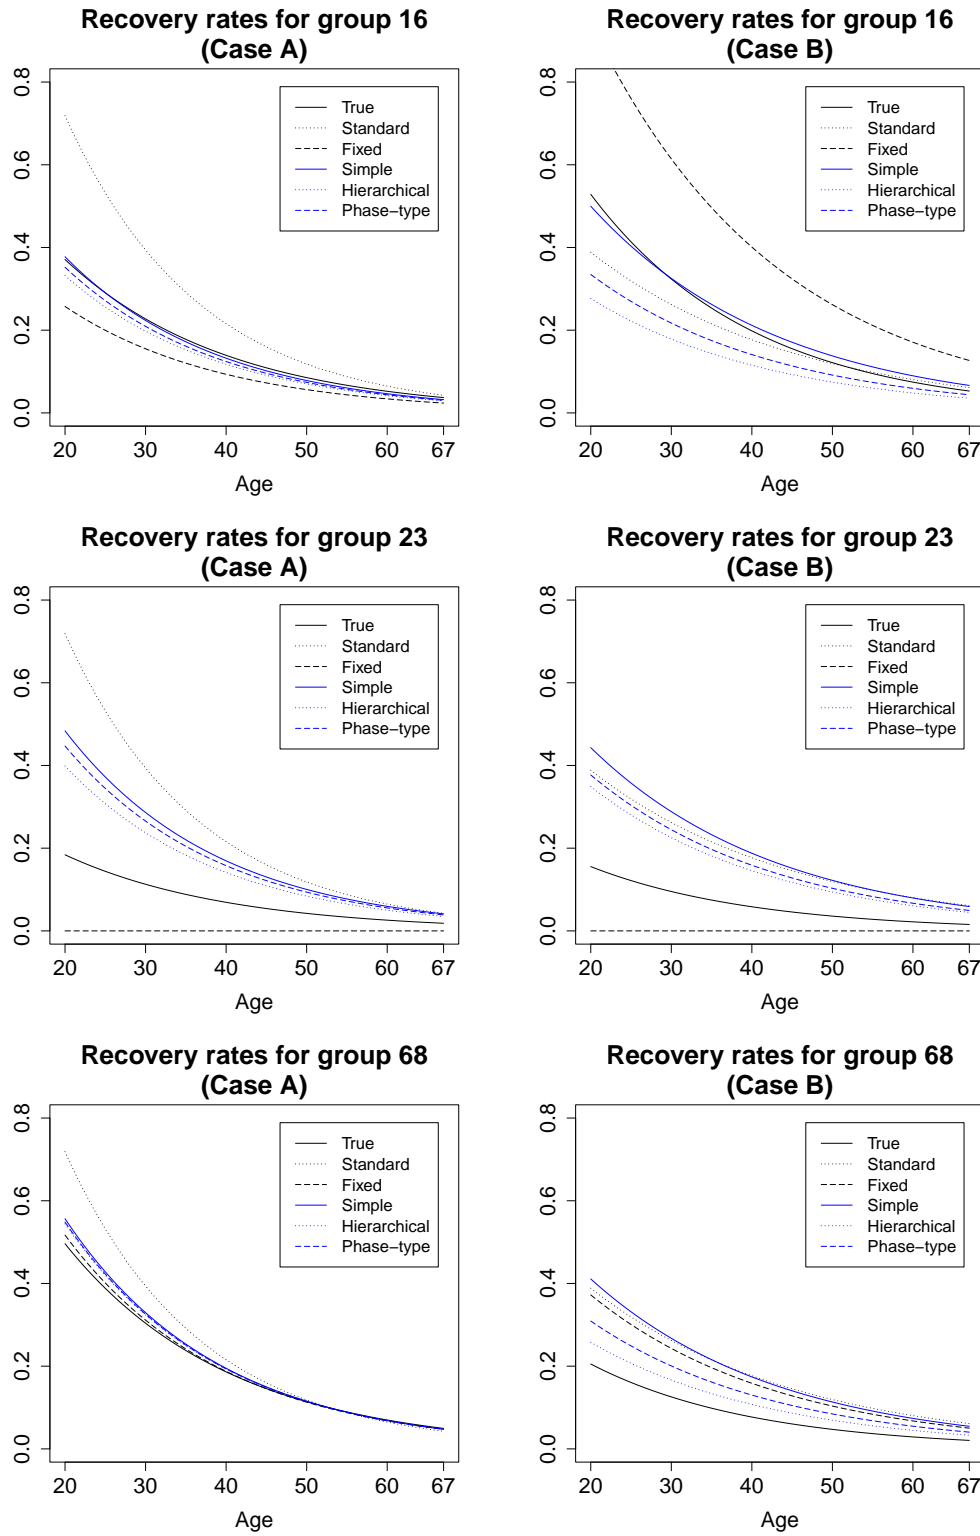 Recovery rates for group 16
(Case A)
0.8
0.6
0.4
0.2
0.0
True
Standard
Fixed
Simple
Hierarchical
Phase−type
20 30 40 50 60 67
Age
Recovery rates for group 16
(Case B)
0.8
0.6
0.4
0.2
0.0
True
Standard
Fixed
Simple
Hierarchical
Phase−type
20 30 40 50 60 67
Age
Recovery rates for group 23
(Case A)
0.8
0.6
0.4
0.2
0.0
True
Standard
Fixed
Simple
Hierarchical
Phase−type
20 30 40 50 60 67
Age
Recovery rates for group 23
(Case B)
0.8
0.6
0.4
0.2
0.0
True
Standard
Fixed
Simple
Hierarchical
Phase−type
20 30 40 50 60 67
Age
Recovery rates for group 68
(Case A)
0.8
0.6
0.4
0.2
0.0
True
Standard
Fixed
Simple
Hierarchical
Phase−type
20 30 40 50 60 67
Age
Recovery rates for group 68
(Case B)
0.8
0.6
0.4
0.2
0.0
True
Standard
Fixed
Simple
Hierarchical
Phase−type
20 30 40 50 60 67
Age